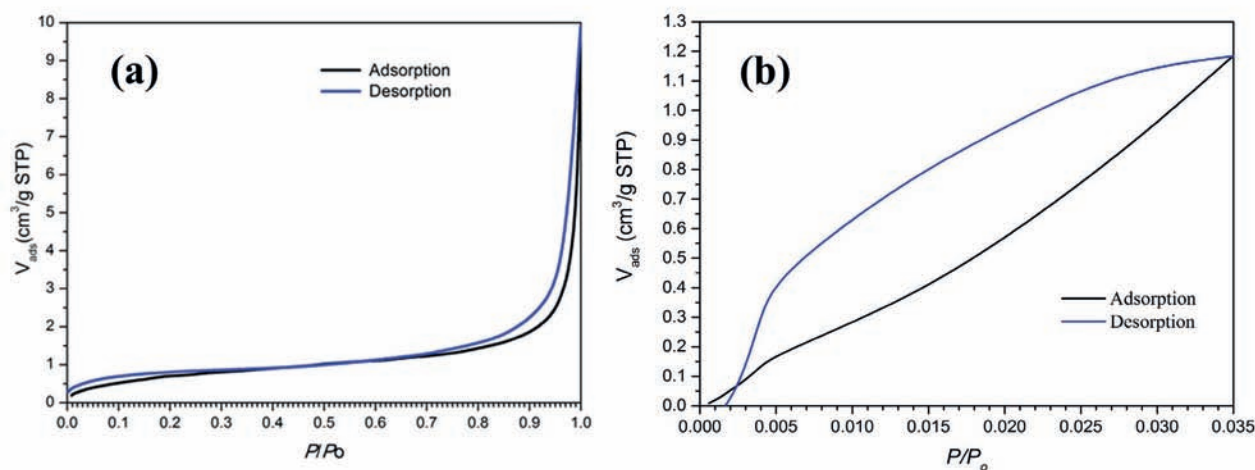 (a)
Adsorption
Desorption
V_ads (cm³/g STP)
10
9
8
7
6
5
4
3
2
1
0
0.0 0.1 0.2 0.3 0.4 0.5 0.6 0.7 0.8 0.9 1.0
P/Po
(b)
Adsorption
Desorption
V_ads (cm³/g STP)
1.3
1.2
1.1
1.0
0.9
0.8
0.7
0.6
0.5
0.4
0.3
0.2
0.1
0.0
0.000 0.005 0.010 0.015 0.020 0.025 0.030 0.035
P/P_o